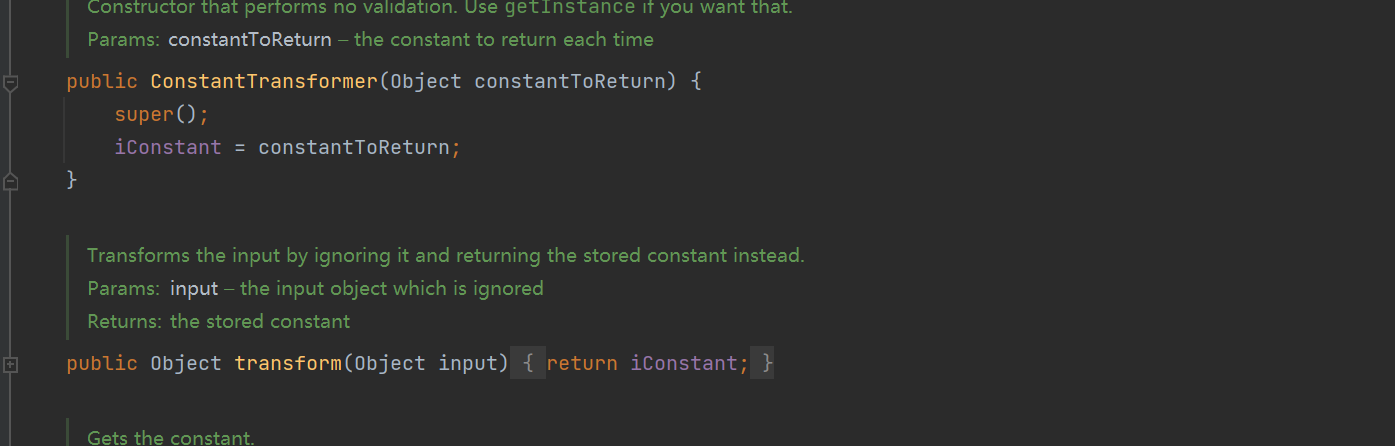 Constructor that performs no validation. Use getInstance if you want that.
Params: constantToReturn – the constant to return each time
public ConstantTransformer(Object constantToReturn) {
super();
iConstant = constantToReturn;
}
Transforms the input by ignoring it and returning the stored constant instead.
Params: input – the input object which is ignored
Returns: the stored constant
public Object transform(Object input) { return iConstant; }
Gets the constant.